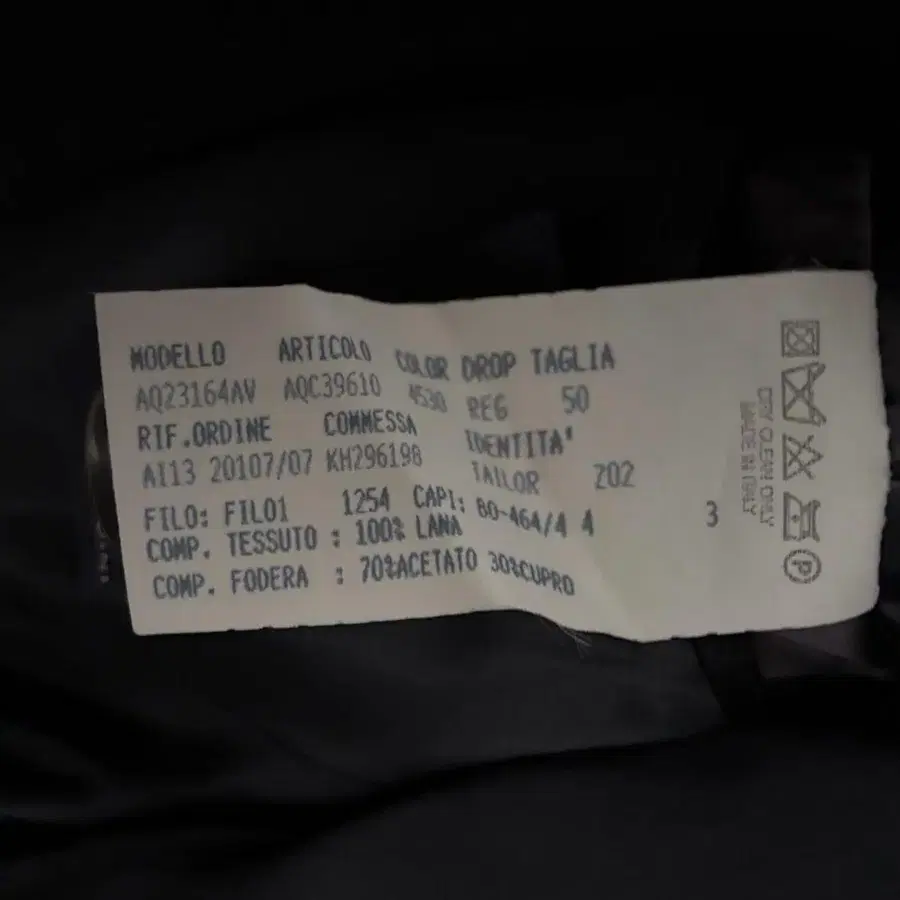 MODELLO ARTICOLO COLOR DROP TAGLIA
AQ23164AV AQC39610 4530 REG 50
RIF.ORDINE COMMESSA IDENTITA'
AI13 20107/07 KH296198 TAILOR Z02
FILO: FILO1 1254 CAPI: 80-464/4 4 3
COMP. TESSUTO : 100% LANA
COMP. FODERA : 70%ACETATO 30%CUPRO
DRY CLEAN ONLY
MADE IN ITALY
P